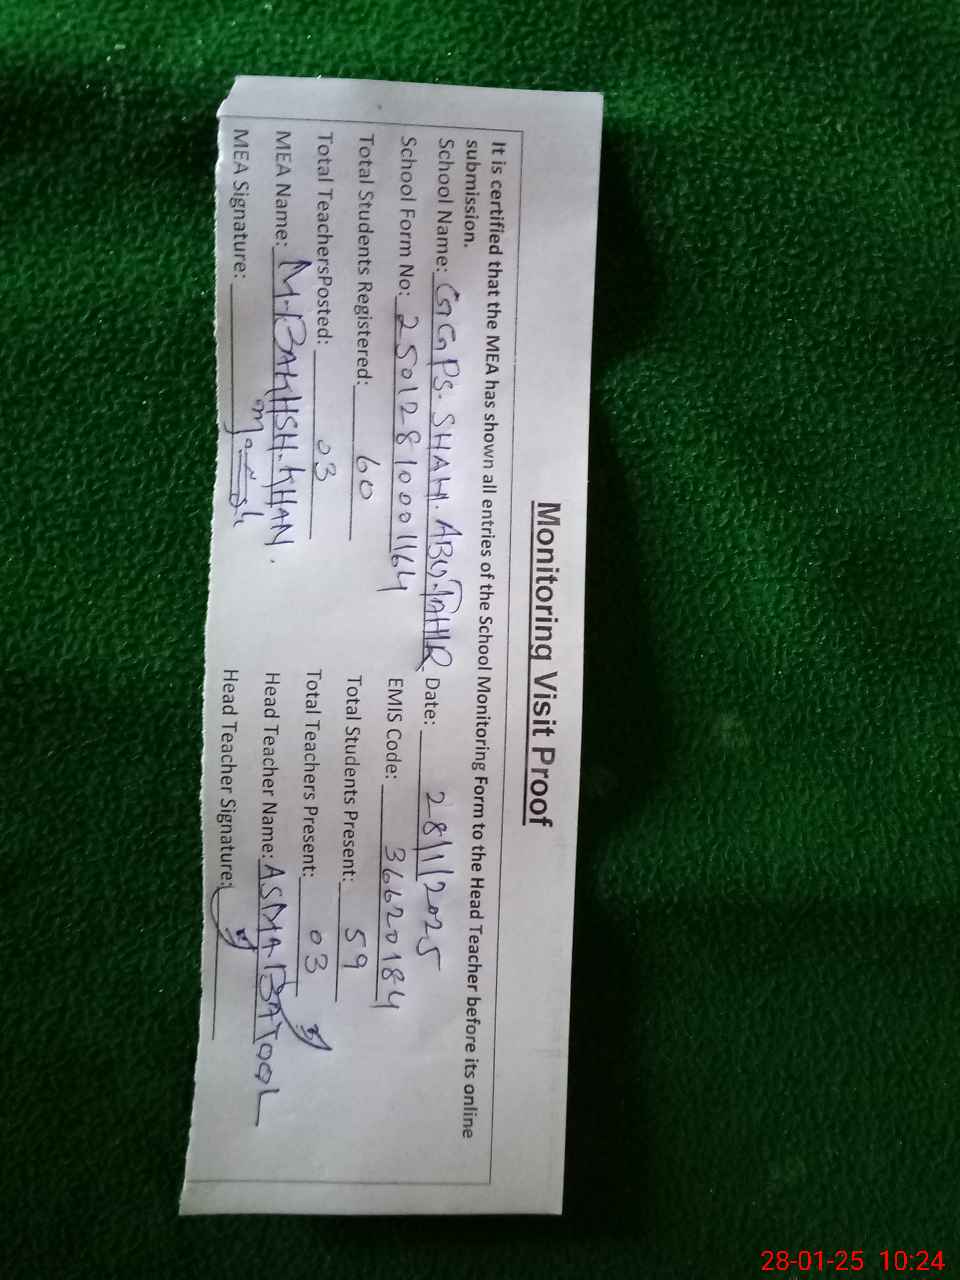 Monitoring Visit Proof
It is certified that the MEA has shown all entries of the School Monitoring Form to the Head Teacher before its online
submission.
School Name: GGPS. SHAH. ABU.TAHIR Date: 28/1/2025
School Form No: 25012810001164 EMIS Code: 36620184
Total Students Registered: 60 Total Students Present: 59
Total TeachersPosted: 03 Total Teachers Present: 03
MEA Name: M.BAKHSH.KHAN. Head Teacher Name: ASMA BATOOL
MEA Signature: Head Teacher Signature:
28-01-25 10:24